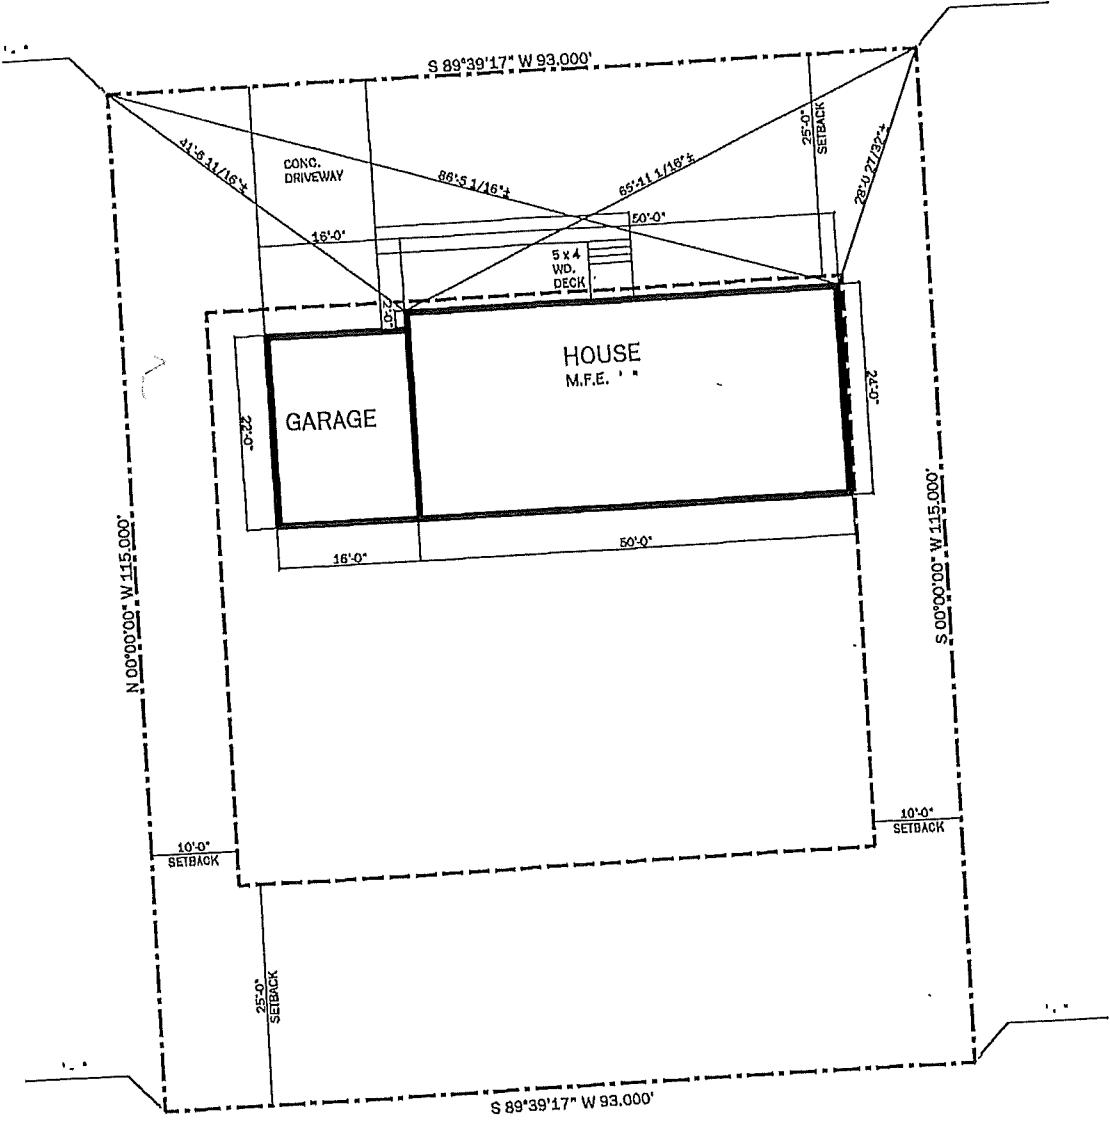 S 89°39'17" W 93.000'
41'-6 11/16"±
CONC.
DRIVEWAY
86'-5 1/16"±
65'-11 1/16"±
25'-0"
SETBACK
28'-0 27/32"±
16'-0"
50'-0"
5 x 4
WD.
DECK
2'-0"
HOUSE
M.F.E. ' "
GARAGE
22'-0"
24'-0"
N 00°00'00" W 115.000'
S 00°00'00" W 115.000'
16'-0"
50'-0"
10'-0"
SETBACK
10'-0"
SETBACK
25'-0"
SETBACK
S 89°39'17" W 93.000'